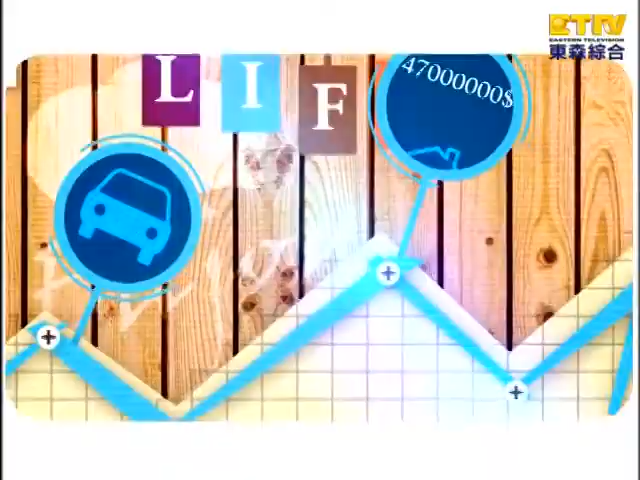 ETTV
EASTERN TELEVISION
東森綜合
L I F
47000000$